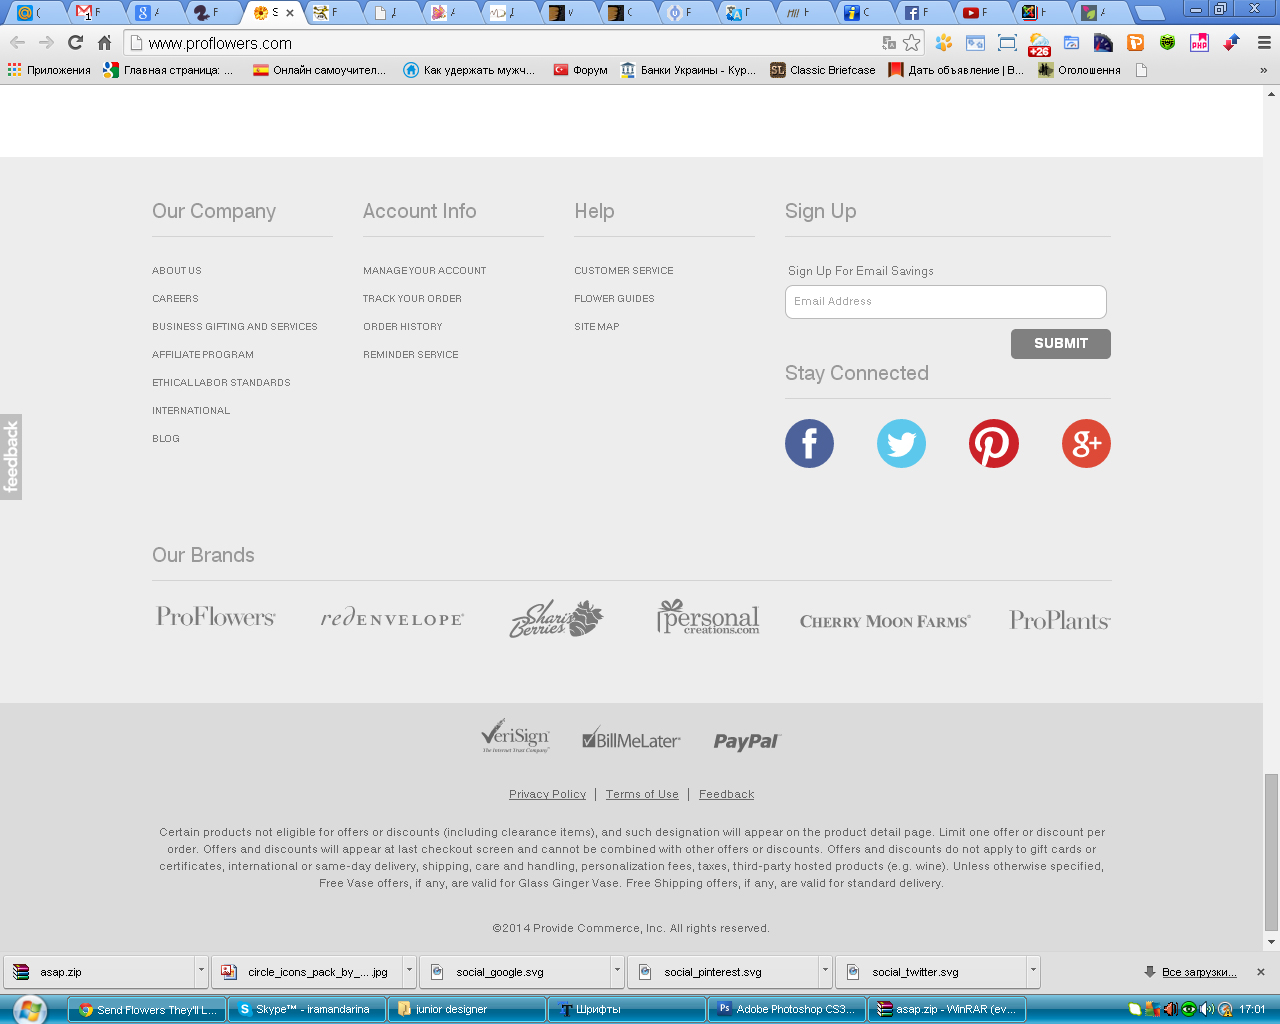 www.proflowers.com
+26
Приложения
Главная страница: ...
Онлайн самоучител...
Как удержать мужч...
Форум
Банки Украины - Кур...
Classic Briefcase
Дать объявление | В...
Оголошення
»
Our Company
Account Info
Help
Sign Up
ABOUT US
MANAGE YOUR ACCOUNT
CUSTOMER SERVICE
Sign Up For Email Savings
CAREERS
TRACK YOUR ORDER
FLOWER GUIDES
Email Address
BUSINESS GIFTING AND SERVICES
ORDER HISTORY
SITE MAP
SUBMIT
AFFILIATE PROGRAM
REMINDER SERVICE
Stay Connected
ETHICAL LABOR STANDARDS
INTERNATIONAL
BLOG
feedback
Our Brands
ProFlowers
redENVELOPE
Shari's Berries
personal creations.com
CHERRY MOON FARMS
ProPlants
VeriSign
The Internet Trust Company
BillMeLater
PayPal
Privacy Policy | Terms of Use | Feedback
Certain products not eligible for offers or discounts (including clearance items), and such designation will appear on the product detail page. Limit one offer or discount per
order. Offers and discounts will appear at last checkout screen and cannot be combined with other offers or discounts. Offers and discounts do not apply to gift cards or
certificates, international or same-day delivery, shipping, care and handling, personalization fees, taxes, third-party hosted products (e.g. wine). Unless otherwise specified,
Free Vase offers, if any, are valid for Glass Ginger Vase. Free Shipping offers, if any, are valid for standard delivery.
©2014 Provide Commerce, Inc. All rights reserved.
asap.zip
circle_icons_pack_by_....jpg
social_google.svg
social_pinterest.svg
social_twitter.svg
Все загрузки...
Send Flowers They'll L...
Skype™ - iramandarina
junior designer
Шрифты
Adobe Photoshop CS3...
asap.zip - WinRAR (ev...
17:01